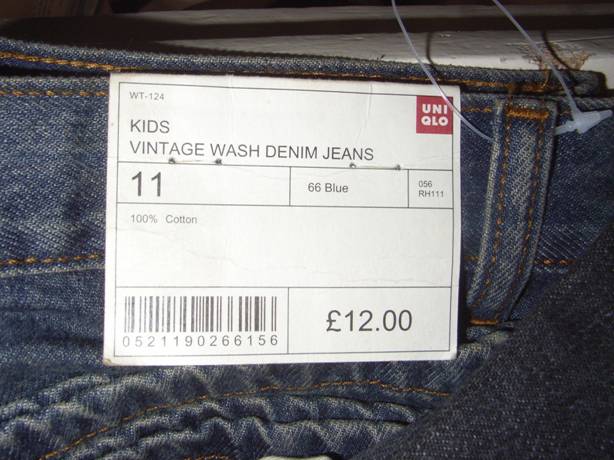 WT-124
UNI
QLO
KIDS
VINTAGE WASH DENIM JEANS
11
66 Blue
056
RH111
100% Cotton
0521190266156
£12.00